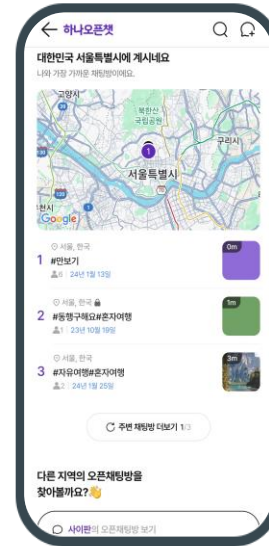 하나오픈챗
대한민국 서울특별시에 계시네요
나와 가장 가까운 채팅방이에요.
고양시
북한산
국립공원
구리시
1
서울특별시
Google
서울, 한국
1 #만보기
6 24년 1월 13일
0m
서울, 한국
2 #동행구해요#혼자여행
1 23년 10월 19일
1m
서울, 한국
3 #자유여행#혼자여행
2 24년 1월 25일
3m
주변 채팅방 더보기 1/3
다른 지역의 오픈채팅방을
찾아볼까요?👋
사이판의 오픈채팅방 보기